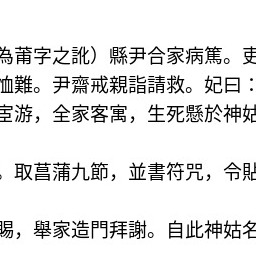 為莆字之訛）縣尹合家病篤。吏
恤難。尹齋戒親詣請救。妃曰：
宦游，全家客寓，生死懸於神姑
。取菖蒲九節，並書符咒，令貼
賜，舉家造門拜謝。自此神姑名